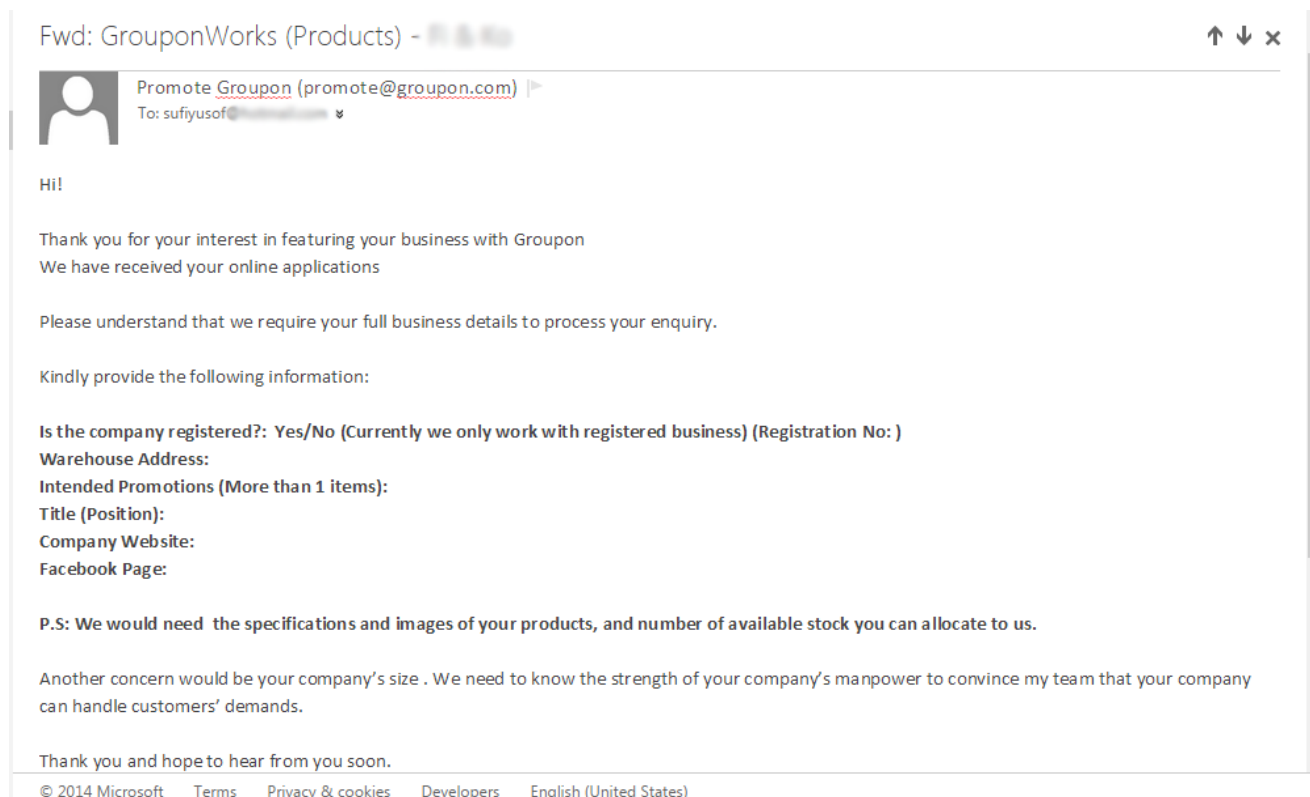 Fwd: GrouponWorks (Products) -
Promote Groupon (promote@groupon.com)
To: sufiyusof
Hi!
Thank you for your interest in featuring your business with Groupon
We have received your online applications
Please understand that we require your full business details to process your enquiry.
Kindly provide the following information:
Is the company registered?: Yes/No (Currently we only work with registered business) (Registration No: )
Warehouse Address:
Intended Promotions (More than 1 items):
Title (Position):
Company Website:
Facebook Page:
P.S: We would need the specifications and images of your products, and number of available stock you can allocate to us.
Another concern would be your company's size . We need to know the strength of your company's manpower to convince my team that your company
can handle customers' demands.
Thank you and hope to hear from you soon.
© 2014 Microsoft Terms Privacy & cookies Developers English (United States)